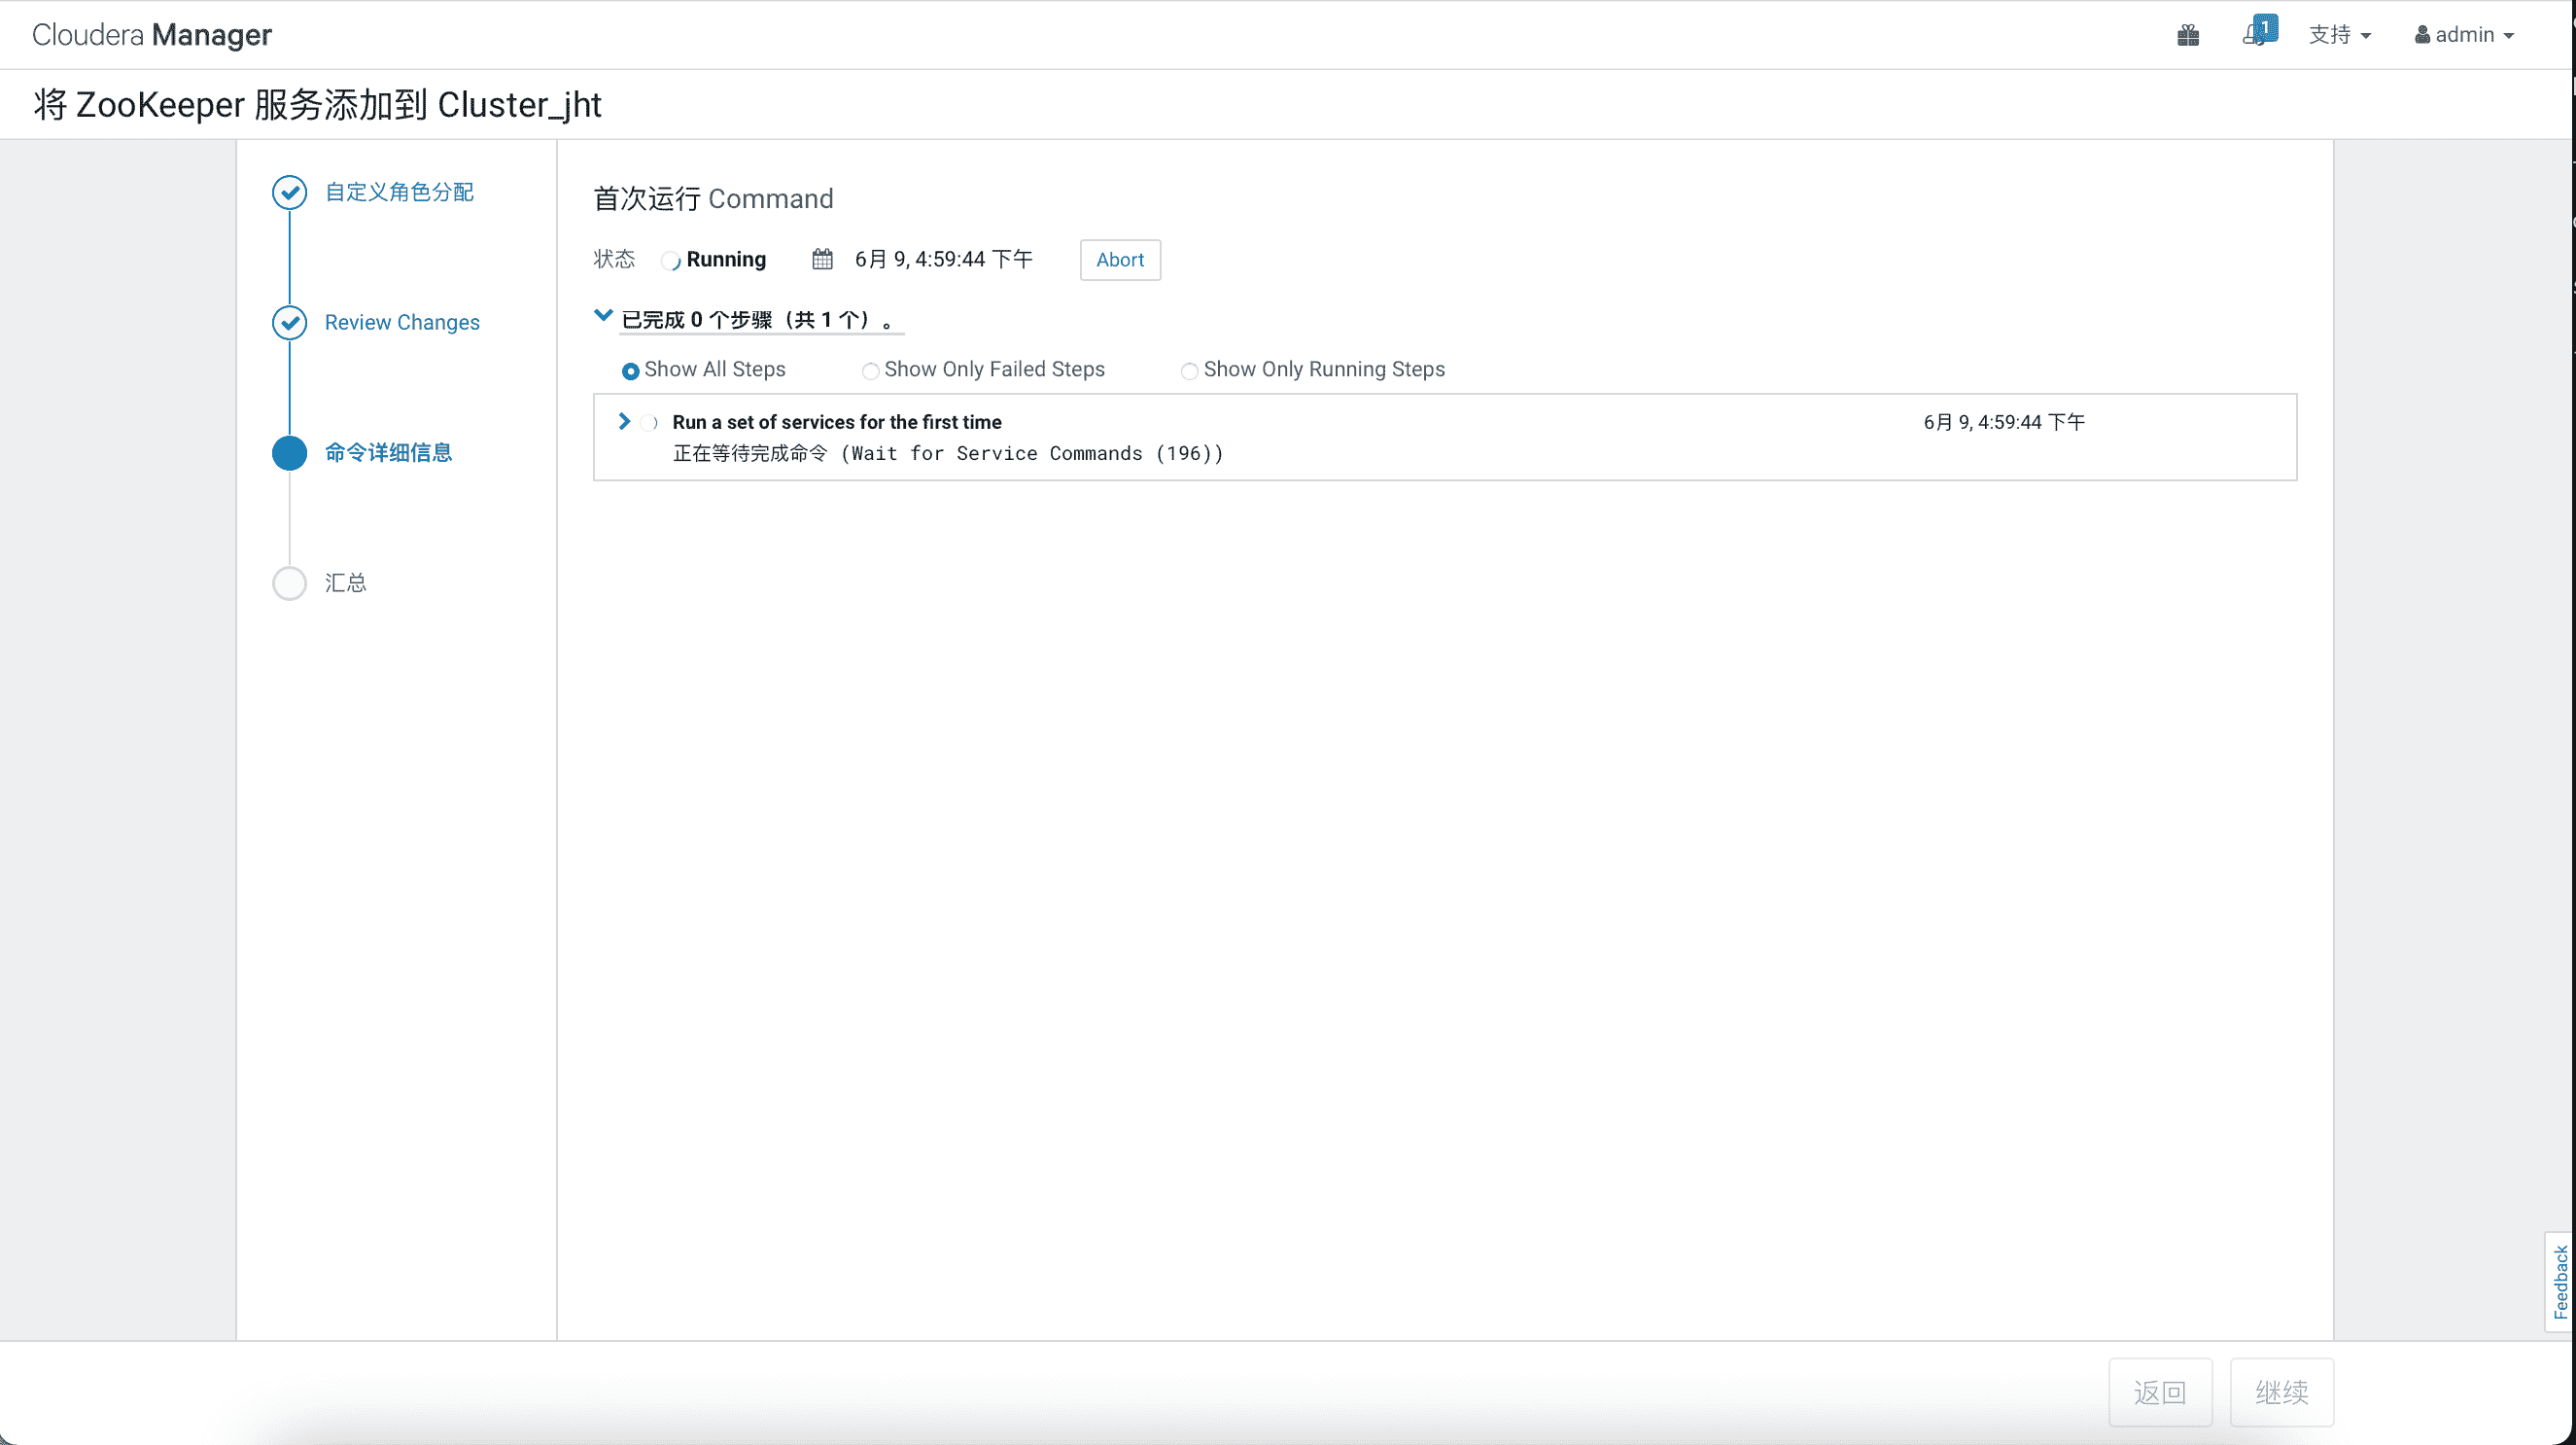 Cloudera Manager
1
支持
admin
将 ZooKeeper 服务添加到 Cluster_jht
自定义角色分配
Review Changes
命令详细信息
汇总
首次运行 Command
状态 Running 6月 9, 4:59:44 下午 Abort
已完成 0 个步骤（共 1 个）。
Show All Steps Show Only Failed Steps Show Only Running Steps
Run a set of services for the first time 6月 9, 4:59:44 下午
正在等待完成命令 (Wait for Service Commands (196))
Feedback
返回 继续